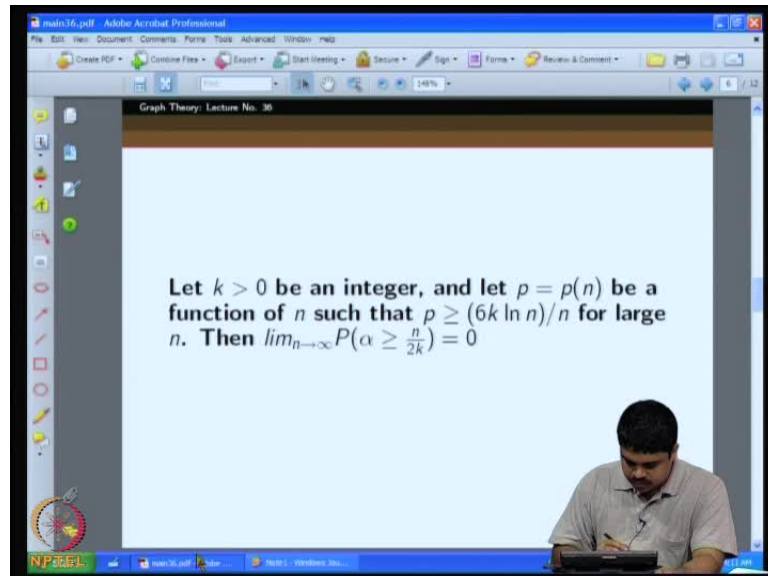 main36.pdf - Adobe Acrobat Professional
File Edit View Document Comments Forms Tools Advanced Window Help
Create PDF Combine Files Export Start Meeting Secure Sign Forms Review & Comment
148% 6 / 12
Graph Theory: Lecture No. 36
Let k > 0 be an integer, and let p = p(n) be a
function of n such that p ≥ (6k ln n)/n for large
n. Then lim_{n→∞} P(α ≥ n/2k) = 0
NPTEL
main36.pdf - Adobe ... Note1 - Windows Jou...